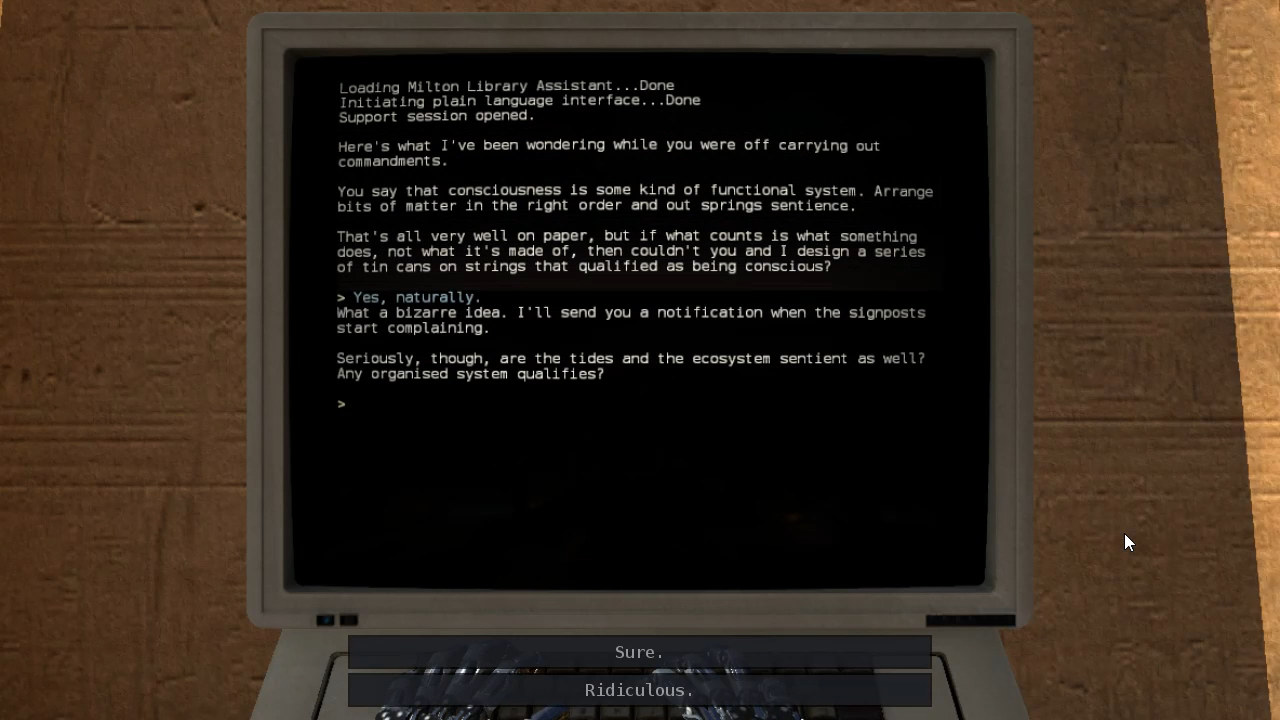 Loading Milton Library Assistant...Done
Initiating plain language interface...Done
Support session opened.
Here's what I've been wondering while you were off carrying out
commandments.
You say that consciousness is some kind of functional system. Arrange
bits of matter in the right order and out springs sentience.
That's all very well on paper, but if what counts is what something
does, not what it's made of, then couldn't you and I design a series
of tin cans on strings that qualified as being conscious?
> Yes, naturally.
What a bizarre idea. I'll send you a notification when the signposts
start complaining.
Seriously, though, are the tides and the ecosystem sentient as well?
Any organised system qualifies?
>
Sure.
Ridiculous.